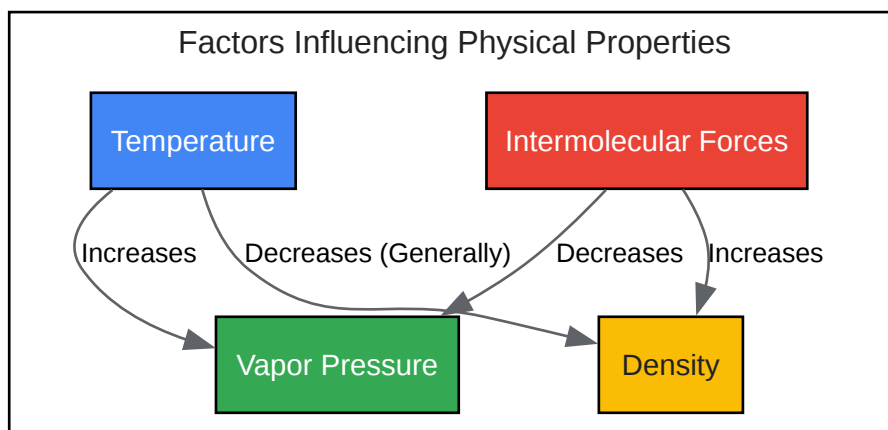 Factors Influencing Physical Properties
Temperature
Intermolecular Forces
Increases
Decreases (Generally)
Decreases
Increases
Vapor Pressure
Density